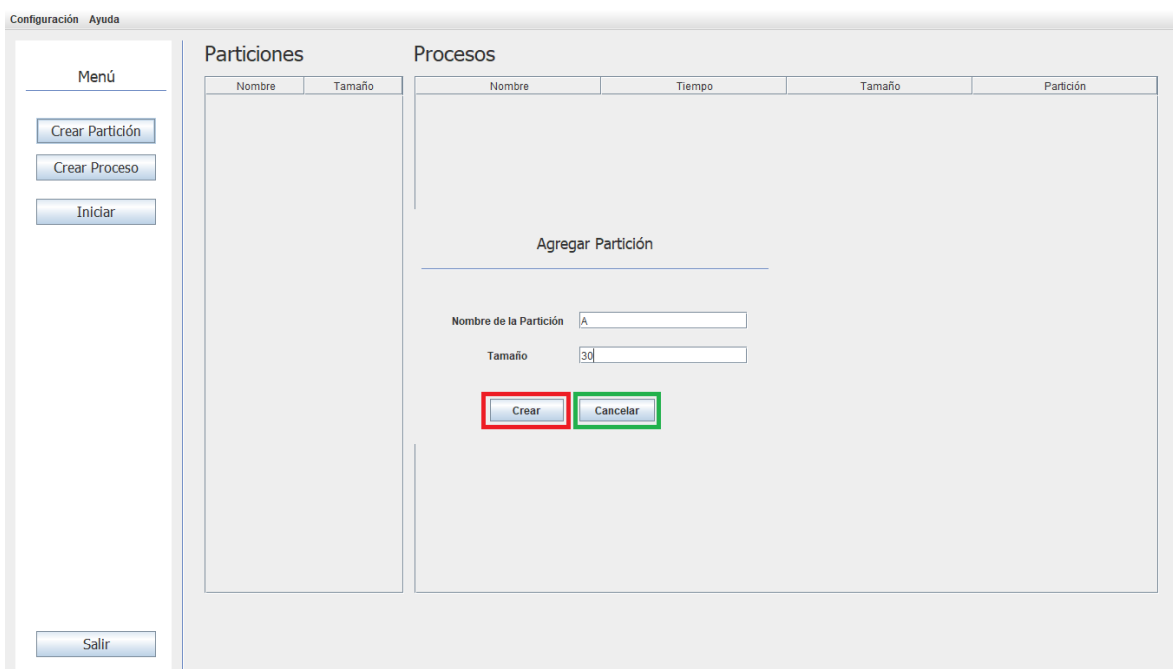 Configuración Ayuda
Menú
Crear Partición
Crear Proceso
Iniciar
Salir
Particiones
Nombre Tamaño
Procesos
Nombre Tiempo Tamaño Partición
Agregar Partición
Nombre de la Partición A
Tamaño 30
Crear Cancelar